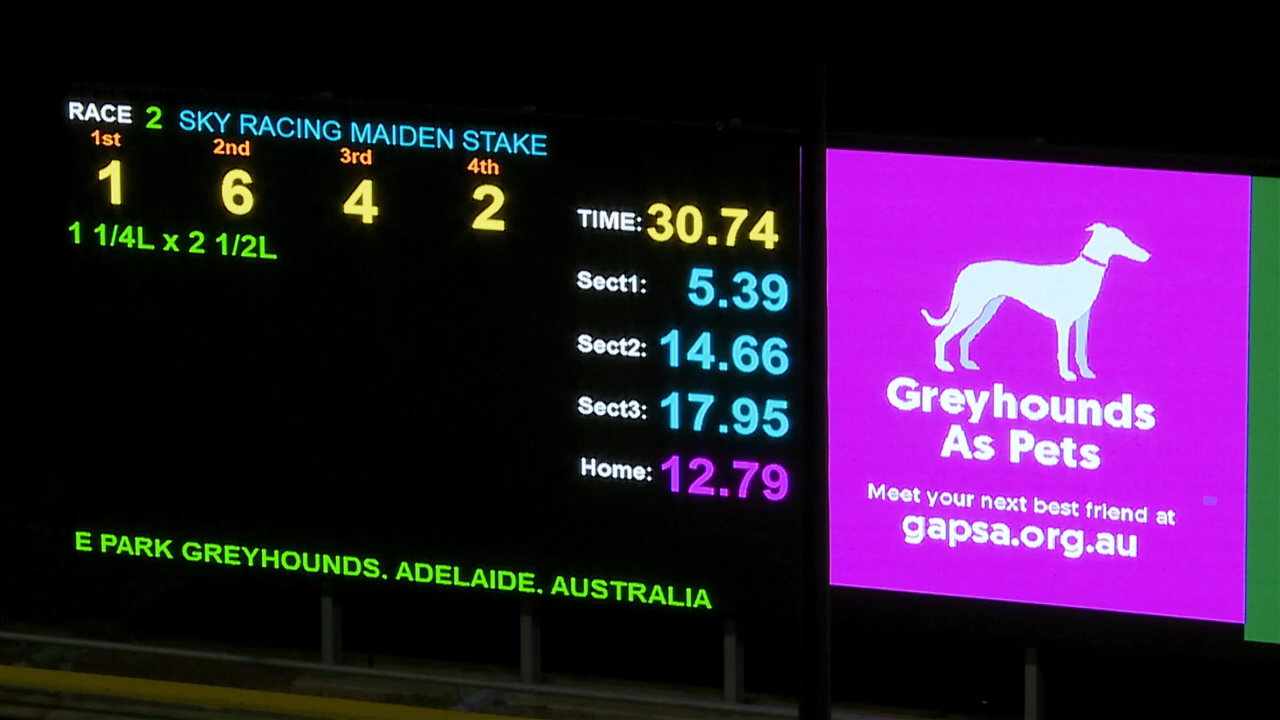 RACE 2 SKY RACING MAIDEN STAKE
1st 2nd 3rd 4th
1 6 4 2
1 1/4L x 2 1/2L
TIME: 30.74
Sect1: 5.39
Sect2: 14.66
Sect3: 17.95
Home: 12.79
E PARK GREYHOUNDS. ADELAIDE. AUSTRALIA
Greyhounds
As Pets
Meet your next best friend at
gapsa.org.au